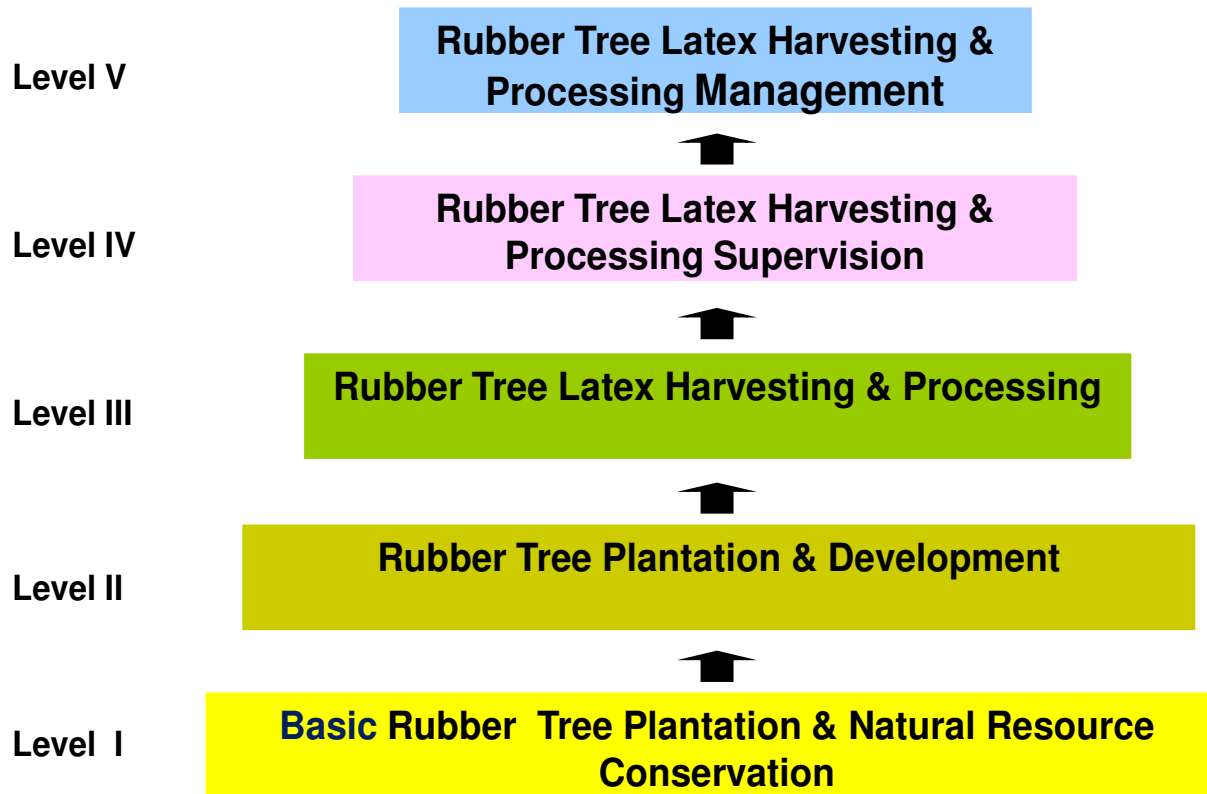 Level V
Rubber Tree Latex Harvesting &
Processing Management
Level IV
Rubber Tree Latex Harvesting &
Processing Supervision
Level III
Rubber Tree Latex Harvesting & Processing
Level II
Rubber Tree Plantation & Development
Level I
Basic Rubber Tree Plantation & Natural Resource
Conservation